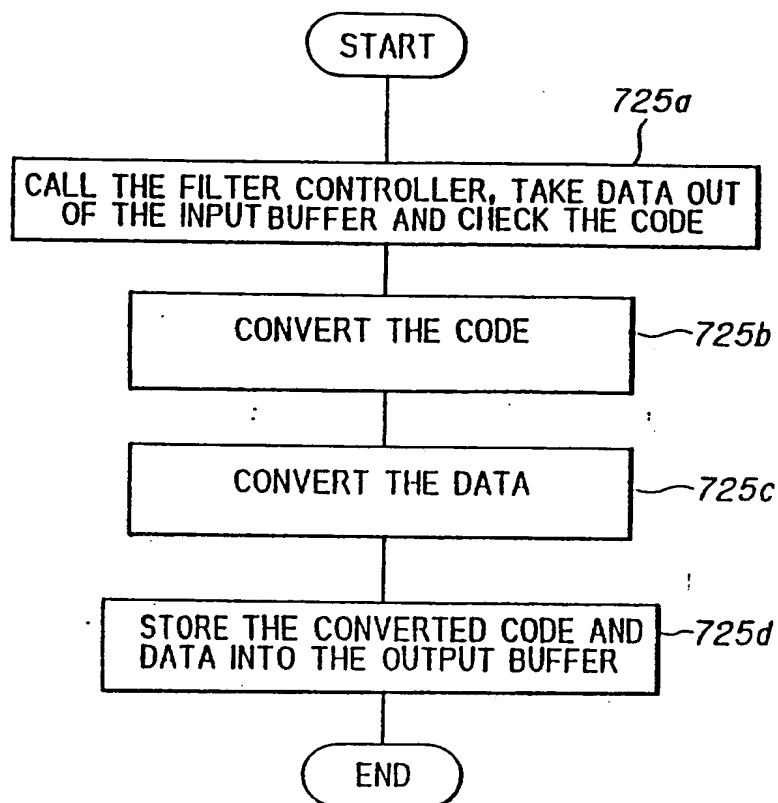 START
725a
CALL THE FILTER CONTROLLER, TAKE DATA OUT
OF THE INPUT BUFFER AND CHECK THE CODE
CONVERT THE CODE
725b
CONVERT THE DATA
725c
STORE THE CONVERTED CODE AND
725d
DATA INTO THE OUTPUT BUFFER
END